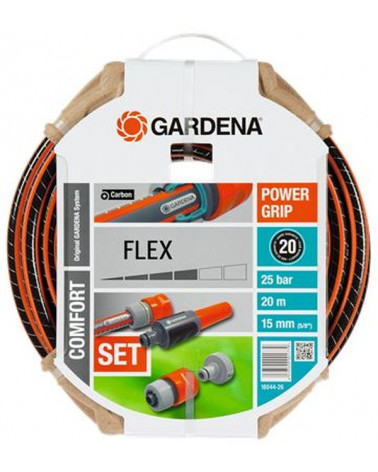 GARDENA
COMFORT
Original GARDENA System
Carbon
POWER
GRIP
FLEX
20
25 bar
20 m
15 mm (5/8")
SET
18044-26